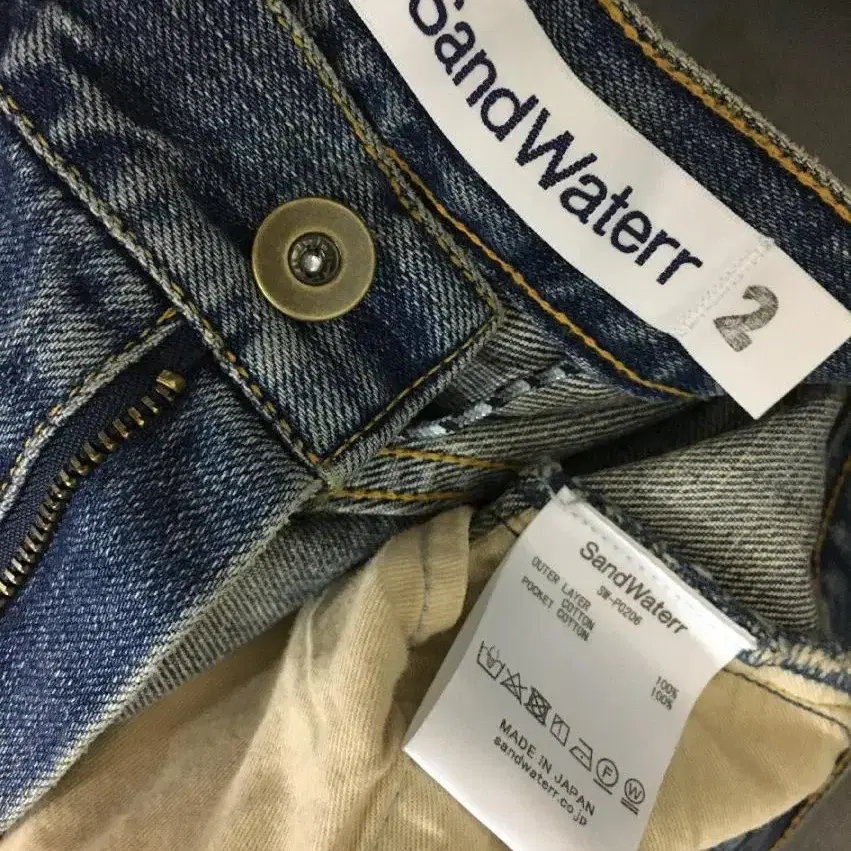 SandWaterr
2
SandWaterr
SW-P0206
OUTER LAYER
COTTON 100%
POCKET COTTON 100%
F W
MADE IN JAPAN
sandwaterr.co.jp